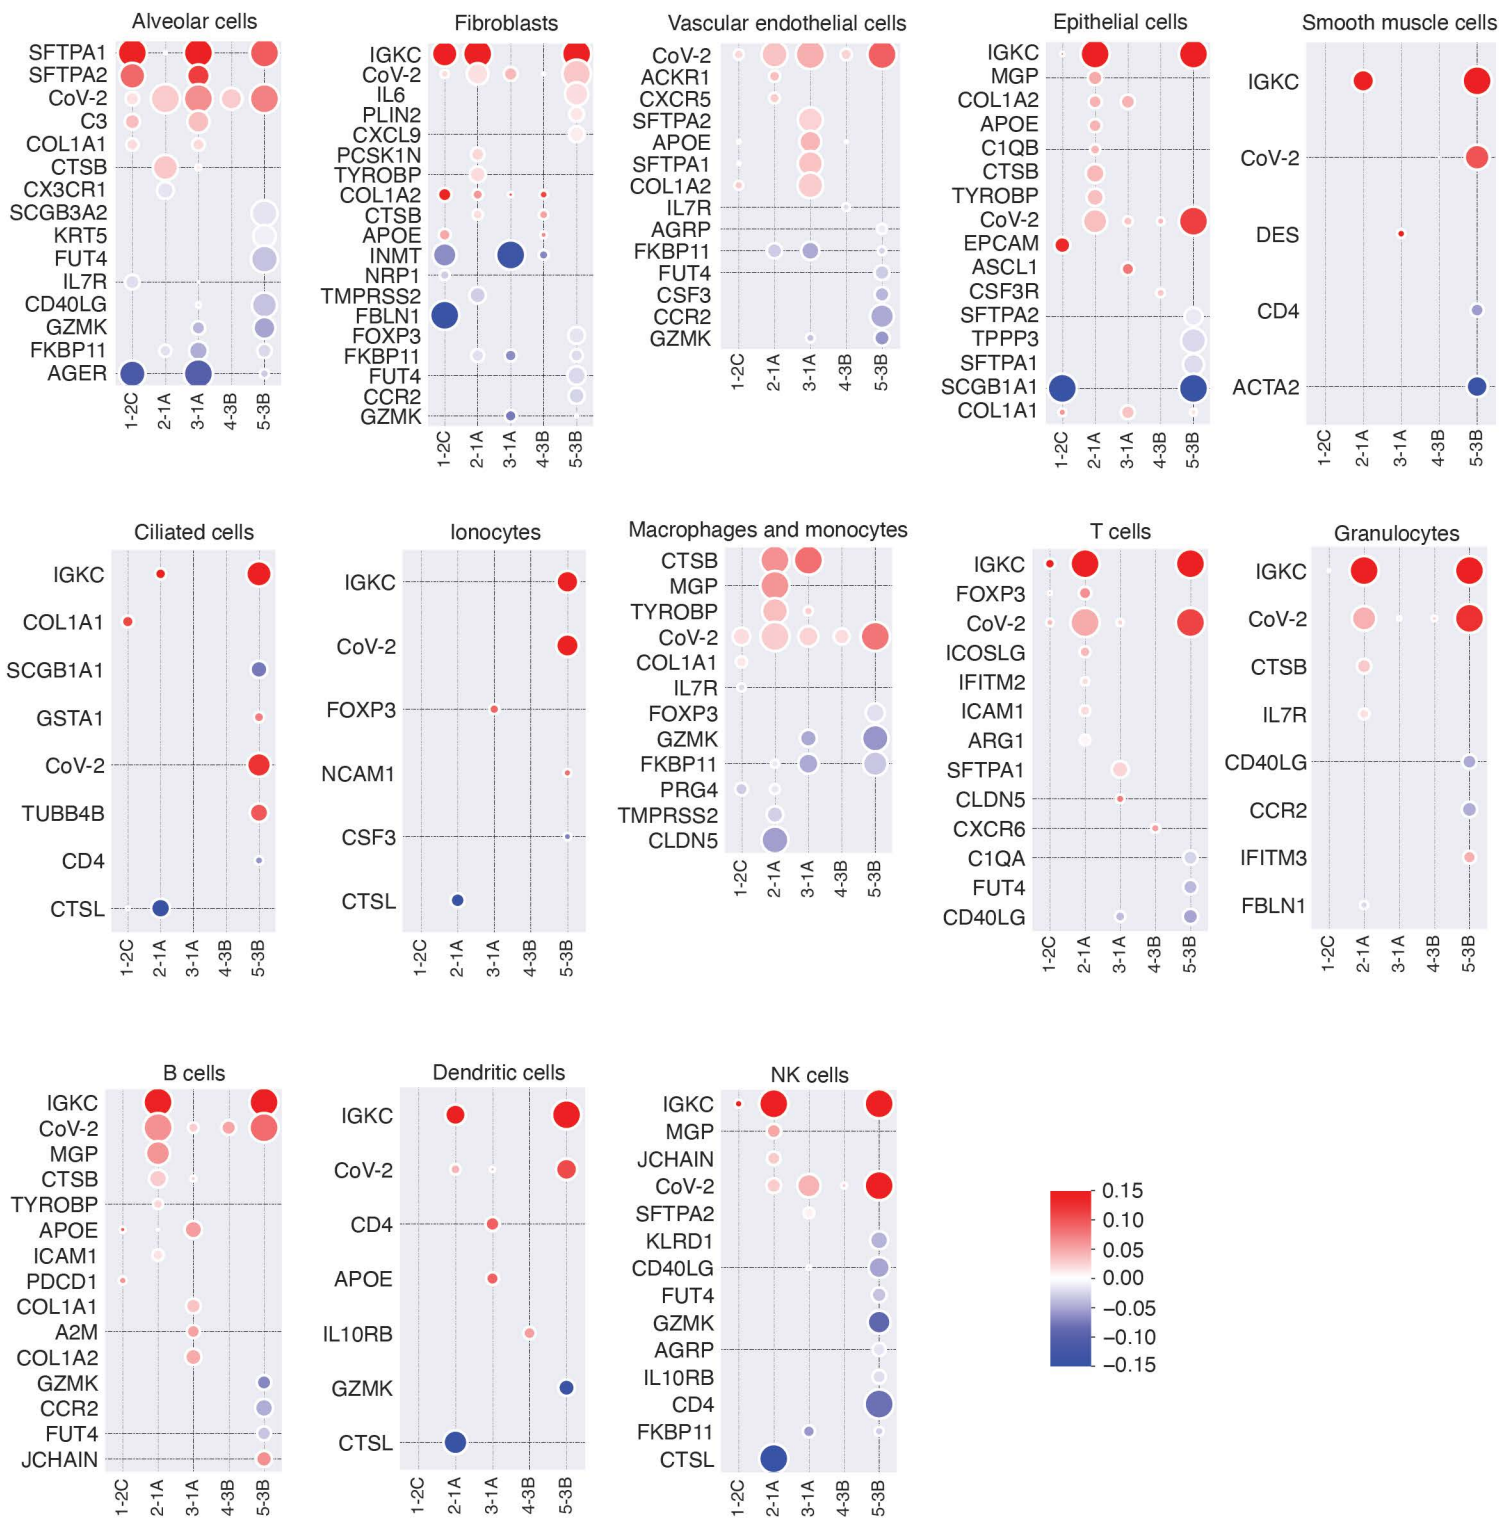 Alveolar cells
SFTPA1
SFTPA2
CoV-2
C3
COL1A1
CTSB
CX3CR1
SCGB3A2
KRT5
FUT4
IL7R
CD40LG
GZMK
FKBP11
AGER
1-2C
2-1A
3-1A
4-3B
5-3B
Fibroblasts
IGKC
CoV-2
IL6
PLIN2
CXCL9
PCSK1N
TYROBP
COL1A2
CTSB
APOE
INMT
NRP1
TMPRSS2
FBLN1
FOXP3
FKBP11
FUT4
CCR2
GZMK
1-2C
2-1A
3-1A
4-3B
5-3B
Vascular endothelial cells
CoV-2
ACKR1
CXCR5
SFTPA2
APOE
SFTPA1
COL1A2
IL7R
AGRP
FKBP11
FUT4
CSF3
CCR2
GZMK
1-2C
2-1A
3-1A
4-3B
5-3B
Epithelial cells
IGKC
MGP
COL1A2
APOE
C1QB
CTSB
TYROBP
CoV-2
EPCAM
ASCL1
CSF3R
SFTPA2
TPPP3
SFTPA1
SCGB1A1
COL1A1
1-2C
2-1A
3-1A
4-3B
5-3B
Smooth muscle cells
IGKC
CoV-2
DES
CD4
ACTA2
1-2C
2-1A
3-1A
4-3B
5-3B
Ciliated cells
IGKC
COL1A1
SCGB1A1
GSTA1
CoV-2
TUBB4B
CD4
CTSL
1-2C
2-1A
3-1A
4-3B
5-3B
Ionocytes
IGKC
CoV-2
FOXP3
NCAM1
CSF3
CTSL
1-2C
2-1A
3-1A
4-3B
5-3B
Macrophages and monocytes
CTSB
MGP
TYROBP
CoV-2
COL1A1
IL7R
FOXP3
GZMK
FKBP11
PRG4
TMPRSS2
CLDN5
1-2C
2-1A
3-1A
4-3B
5-3B
T cells
IGKC
FOXP3
CoV-2
ICOSLG
IFITM2
ICAM1
ARG1
SFTPA1
CLDN5
CXCR6
C1QA
FUT4
CD40LG
1-2C
2-1A
3-1A
4-3B
5-3B
Granulocytes
IGKC
CoV-2
CTSB
IL7R
CD40LG
CCR2
IFITM3
FBLN1
1-2C
2-1A
3-1A
4-3B
5-3B
B cells
IGKC
CoV-2
MGP
CTSB
TYROBP
APOE
ICAM1
PDCD1
COL1A1
A2M
COL1A2
GZMK
CCR2
FUT4
JCHAIN
1-2C
2-1A
3-1A
4-3B
5-3B
Dendritic cells
IGKC
CoV-2
CD4
APOE
IL10RB
GZMK
CTSL
1-2C
2-1A
3-1A
4-3B
5-3B
NK cells
IGKC
MGP
JCHAIN
CoV-2
SFTPA2
KLRD1
CD40LG
FUT4
GZMK
AGRP
IL10RB
CD4
FKBP11
CTSL
1-2C
2-1A
3-1A
4-3B
5-3B
0.15
0.10
0.05
0.00
−0.05
−0.10
−0.15